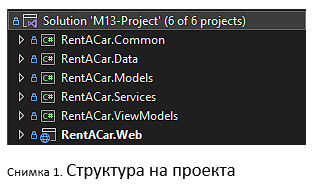 Solution 'M13-Project' (6 of 6 projects)
C# RentACar.Common
C# RentACar.Data
C# RentACar.Models
C# RentACar.Services
C# RentACar.ViewModels
RentACar.Web
Снимка 1. Структура на проекта